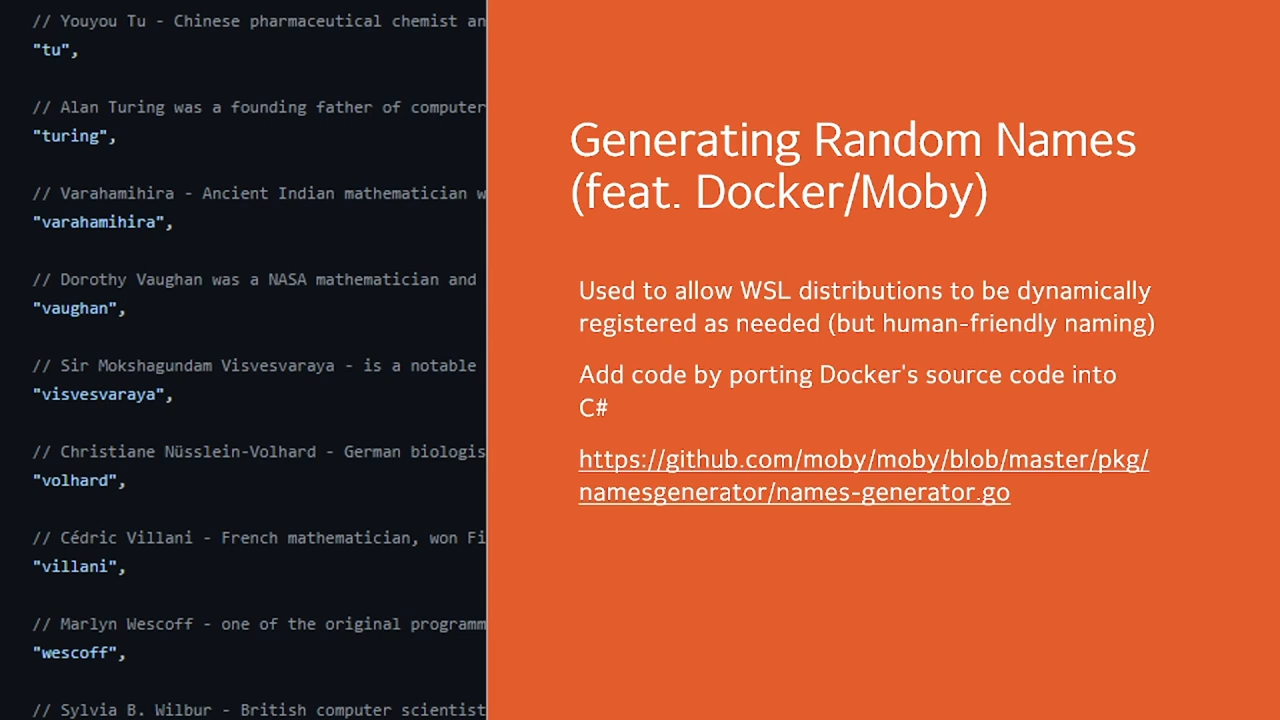 // Youyou Tu - Chinese pharmaceutical chemist an
"tu",
// Alan Turing was a founding father of computer
"turing",
// Varahamihira - Ancient Indian mathematician w
"varahamihira",
// Dorothy Vaughan was a NASA mathematician and
"vaughan",
// Sir Mokshagundam Visvesvaraya - is a notable
"visvesvaraya",
// Christiane Nüsslein-Volhard - German biologis
"volhard",
// Cédric Villani - French mathematician, won Fi
"villani",
// Marlyn Wescoff - one of the original programm
"wescoff",
// Sylvia B. Wilbur - British computer scientist
Generating Random Names
(feat. Docker/Moby)
Used to allow WSL distributions to be dynamically
registered as needed (but human-friendly naming)
Add code by porting Docker's source code into
C#
https://github.com/moby/moby/blob/master/pkg/
namesgenerator/names-generator.go